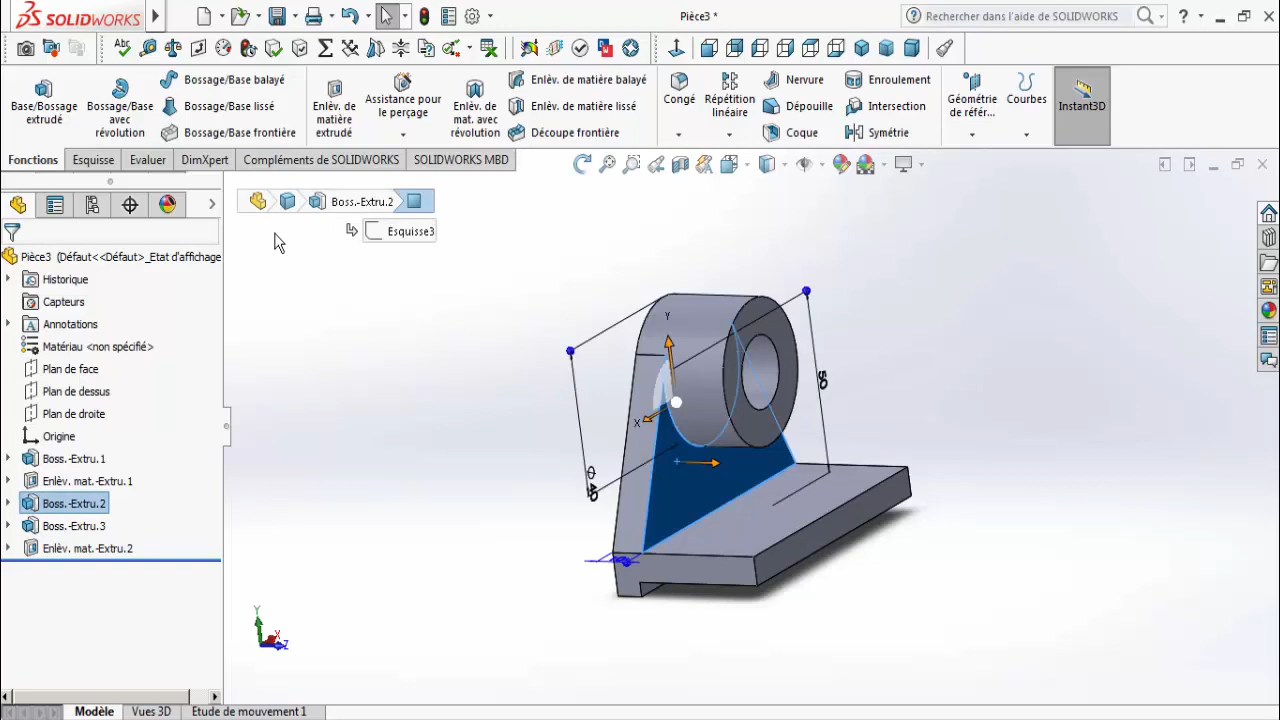 SOLIDWORKS
Pièce3 *
Rechercher dans l'aide de SOLIDWORKS
?
Base/Bossage extrudé
Bossage/Base avec révolution
Bossage/Base balayé
Bossage/Base lissé
Bossage/Base frontière
Enlèv. de matière extrudé
Assistance pour le perçage
Enlèv. de mat. avec révolution
Enlèv. de matière balayé
Enlèv. de matière lissé
Découpe frontière
Congé
Répétition linéaire
Nervure
Dépouille
Coque
Enroulement
Intersection
Symétrie
Géométrie de référ...
Courbes
Instant3D
Fonctions
Esquisse
Evaluer
DimXpert
Compléments de SOLIDWORKS
SOLIDWORKS MBD
Boss.-Extru.2
Esquisse3
Pièce3 (Défaut<<Défaut>_Etat d'affichage
Historique
Capteurs
Annotations
Matériau <non spécifié>
Plan de face
Plan de dessus
Plan de droite
Origine
Boss.-Extru.1
Enlèv. mat.-Extru.1
Boss.-Extru.2
Boss.-Extru.3
Enlèv. mat.-Extru.2
Y
X
50
Φ 40
Y
X
Z
Modèle
Vues 3D
Etude de mouvement 1